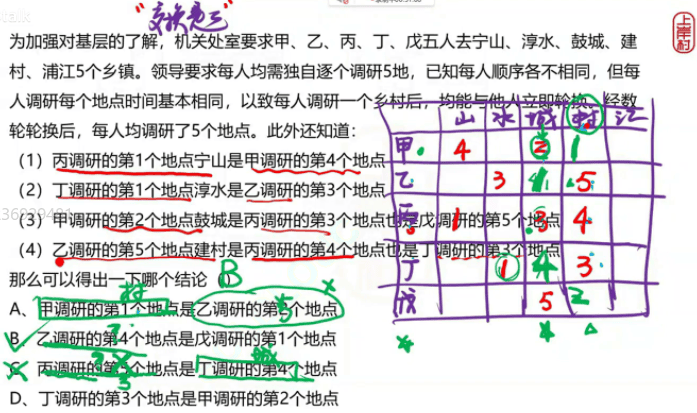 "交换意"
上岸村
为加强对基层的了解，机关处室要求甲、乙、丙、丁、戊五人去宁山、淳水、鼓城、建
村、浦江5个乡镇。领导要求每人均需独自逐个调研5地，已知每人顺序各不相同，但每
人调研每个地点时间基本相同，以致每人调研一个乡村后，均能与他人立即轮换。经数
轮轮换后，每人均调研了5个地点。此外还知道：
（1）丙调研的第1个地点宁山是甲调研的第4个地点
（2）丁调研的第1个地点淳水是乙调研的第3个地点
（3）甲调研的第2个地点鼓城是丙调研的第3个地点也是戊调研的第5个地点
（4）乙调研的第5个地点建村是丙调研的第4个地点也是丁调研的第3个地点
那么可以得出一下哪个结论（） B
村 5 ×
A、甲调研的第1个地点是乙调研的第2个地点
B、乙调研的第4个地点是戊调研的第1个地点
城
C、丙调研的第5个地点是丁调研的第4个地点
3
D、丁调研的第3个地点是甲调研的第2个地点
山 水 城 村 江
甲 4 2 1
乙 3 1 5
丙 1 3 4
丁 1 4 3
戊 5 2